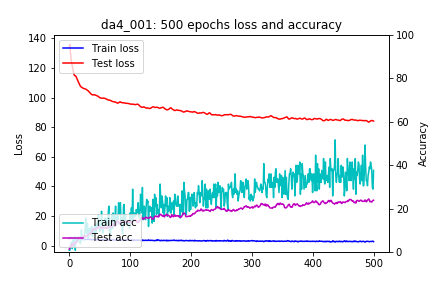 da4_001: 500 epochs loss and accuracy
140
120
100
80
60
40
20
0
Loss
Train loss
Test loss
Train acc
Test acc
100
80
60
40
20
0
Accuracy
0
100
200
300
400
500